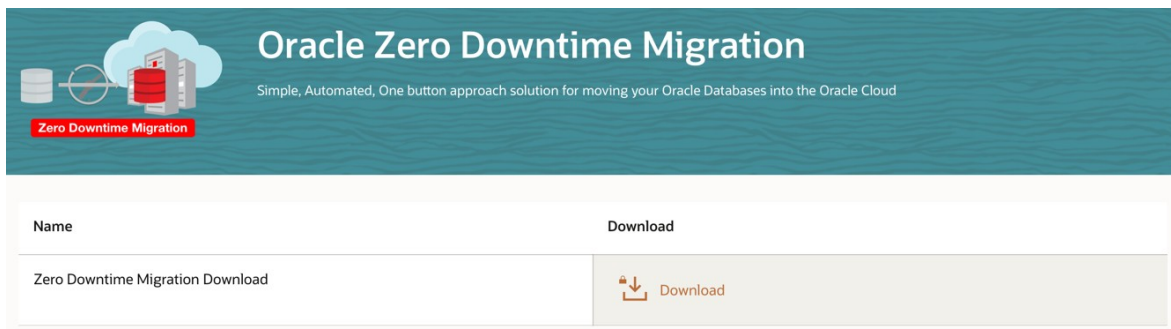 Oracle Zero Downtime Migration
Simple, Automated, One button approach solution for moving your Oracle Databases into the Oracle Cloud
Zero Downtime Migration
Name
Download
Zero Downtime Migration Download
Download